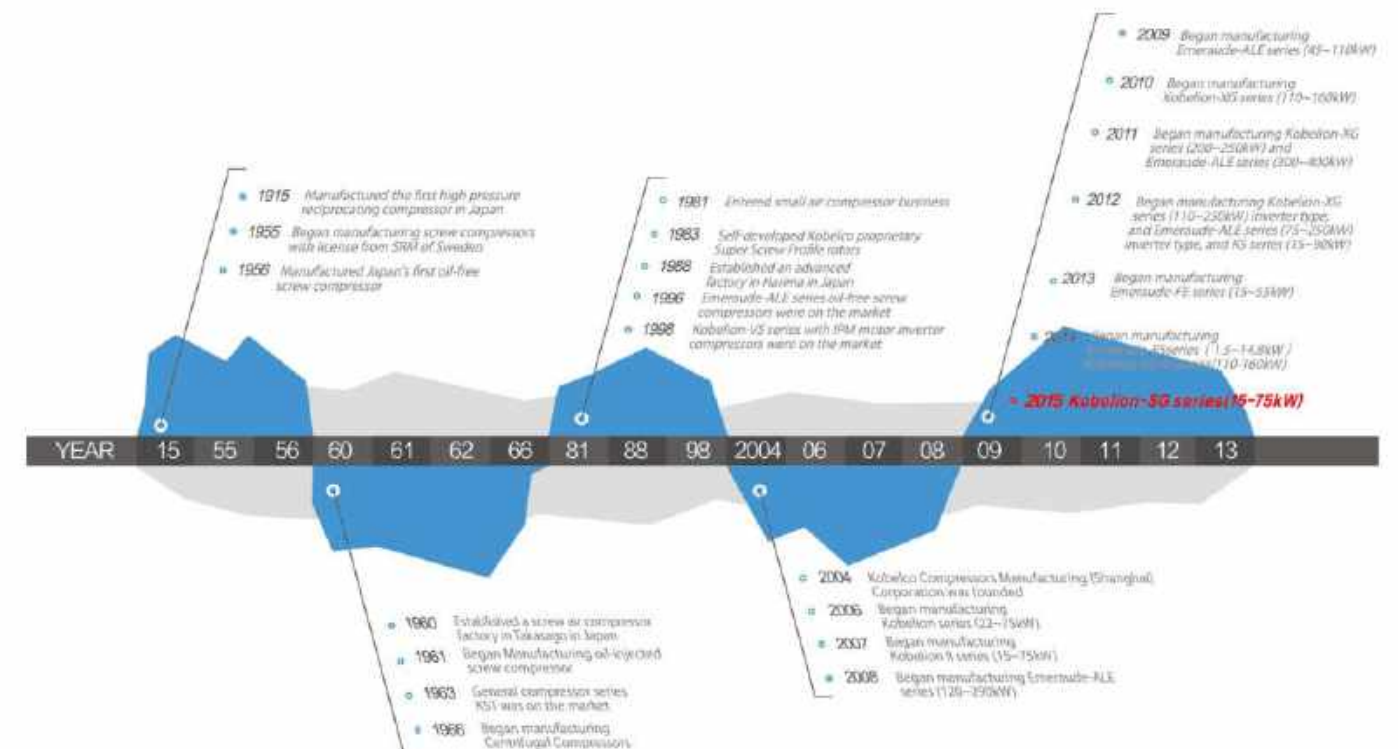 1915 Manufactured the first high pressure
reciprocating compressor in Japan
1955 Began manufacturing screw compressors
with license from SRM of Sweden
1956 Manufactured Japan's first oil-free
screw compressor
1981 Entered small air compressor business
1983 Self-developed Kobelco proprietary
Super Screw Profile rotors
1988 Established an advanced
factory in Harima in Japan
1996 Emeraude-ALE series oil-free screw
compressors were on the market
1998 Kobelion-VS series with IPM motor inverter
compressors were on the market
2009 Began manufacturing
Emeraude-ALE series (45~110kW)
2010 Began manufacturing
series (110~160kW)
2011 Began manufacturing Kobelion-XG
series (200~250kW) and
Emeraude-ALE series (300~400kW)
2012 Began manufacturing Kobelion-XG
series (110~250kW) inverter type,
and Emeraude-ALE series (75~250kW)
inverter type, and KS series (15~90kW)
2013 Began manufacturing
Emeraude-FE series (15~55kW)
Began manufacturing
(110-160kW)
2015 Kobelion-SG series(15-75kW)
YEAR 15 55 56 60 61 62 66 81 88 98 2004 06 07 08 09 10 11 12 13
1960 Established a screw air compressor
factory in Takasago in Japan
1961 Began Manufacturing oil-injected
screw compressor
1963 General compressor series
KST was on the market
1966 Began manufacturing
Centrifugal Compressors
2004 Kobelco Compressors Manufacturing (Shanghai)
Corporation was founded
2006 Began manufacturing
Kobelion series (22~75kW)
2007 Began manufacturing
Kobelion series (15~75kW)
2008 Began manufacturing Emeraude-ALE
series (120~390kW)